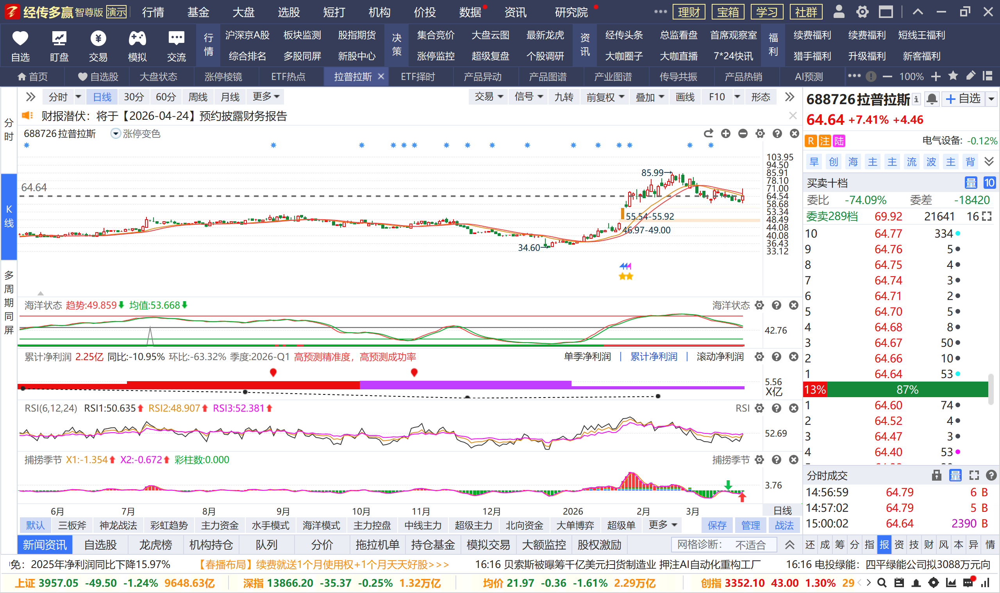 经传多赢 智尊版 演示 行情 基金 大盘 选股 短打 机构 价投 数据 资讯 研究院 理财 宝箱 学习 社群
自选 盯盘 交易 模拟 交流
行情 沪深京A股 板块监测 股指期货 决策 集合竞价 大盘云图 最新龙虎 资讯 经传头条 总监看盘 首席观察室 福利 续费福利 续费福利 短线王福利
综合排名 多股同屏 新股中心 涨停监控 超级复盘 个股调研 大咖圈子 大咖直播 7*24快讯 猎手福利 升级福利 新客福利
首页 自选股 大盘状态 涨停棱镜 ETF热点 拉普拉斯 ETF择时 产品异动 产品图谱 产业图谱 传导共振 产品热销 AI预测 100%
分时 日线 30分 60分 周线 月线 更多 交易 信号 九转 前复权 叠加 画线 F10 形态
财报潜伏：将于【2026-04-24】预约披露财务报告
688726 拉普拉斯 涨停变色
分时
K线
多周期同屏
103.95
94.50
85.91
78.10
71.00
64.54
58.68
53.34
48.49
44.08
40.08
36.43
33.12
64.64
85.99
55.54-55.92
46.97-49.00
34.60
海洋状态 趋势:49.859 均值:53.668 海洋状态
42.76
累计净利润 2.25亿 同比:-10.95% 环比:-63.32% 季度:2026-Q1 高预测精准度，高预测成功率 单季净利润 | 累计净利润 | 滚动净利润
5.56
X亿
RSI(6,12,24) RSI1:50.635 RSI2:48.907 RSI3:52.381 RSI
52.69
捕捞季节 X1:-1.354 X2:-0.672 彩柱数:0.000 捕捞季节
3.76
6月 7月 8月 9月 10月 11月 12月 2026 2月 3月 日线
默认 三板斧 神龙战法 彩虹趋势 主力资金 水手模式 海洋模式 主力控盘 中线主力 超级主力 北向资金 大单博弈 超级单 更多 保存 管理 战法
新闻资讯 自选股 龙虎榜 机构持仓 队列 分价 拖拉机单 持仓基金 模拟交易 大额监控 股权激励 网格诊断： 不适合
688726 拉普拉斯 自选
64.64 +7.41% +4.46
R 注 陆 电气设备: -0.12%
旱 创 海 主 主 流 波 主 背
买卖十档 量 10
委比 -74.09% 委差 -18420
委卖289档 69.92 21641 16
10 64.77 334
9 64.76 5
8 64.75 4
7 64.74 3
6 64.71 2
5 64.70 5
4 64.68 8
3 64.67 50
2 64.66 10
1 64.64 53
13% 87%
1 64.60 74
2 64.52 4
3 64.47 3
4 64.40 53
分时成交 量
14:56:59 64.79 6 B
14:57:02 64.79 5 B
15:00:02 64.64 2390 B
还 成 筹 分 指 报 资 技 财 风 本 异 情
免：2025年净利润同比下降15.97% 【春播布局】续费就送1个月使用权+1个月天天好股>>> 16:16 贝索斯被曝筹千亿美元扫货制造业 押注AI自动化重构工厂 16:16 电投绿能：四平绿能公司拟3088万元向
上证 3957.05 -49.50 -1.24% 9648.63亿 深指 13866.20 -35.37 -0.25% 1.32万亿 均价 21.97 -0.36 -1.61% 2.29万亿 创指 3352.10 43.00 1.30% 29